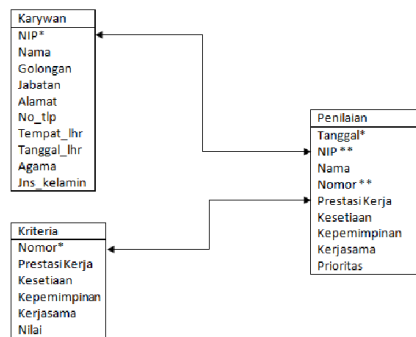 Karywan
NIP*
Nama
Golongan
Jabatan
Alamat
No_tlp
Tempat_lhr
Tanggal_lhr
Agama
Jns_kelamin
Penilaian
Tanggal*
NIP**
Nama
Nomor**
Prestasi Kerja
Kesetiaan
Kepemimpinan
Kerjasama
Prioritas
Kriteria
Nomor*
Prestasi Kerja
Kesetiaan
Kepemimpinan
Kerjasama
Nilai